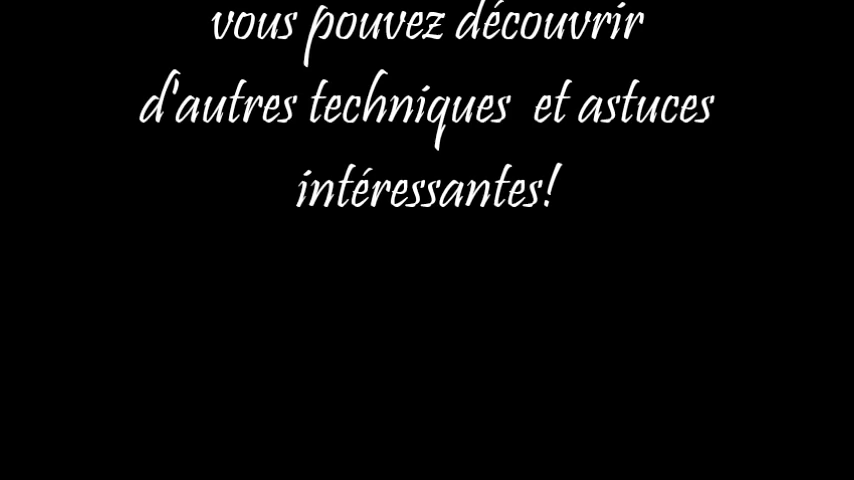 vous pouvez découvrir
d'autres techniques et astuces
intéressantes!